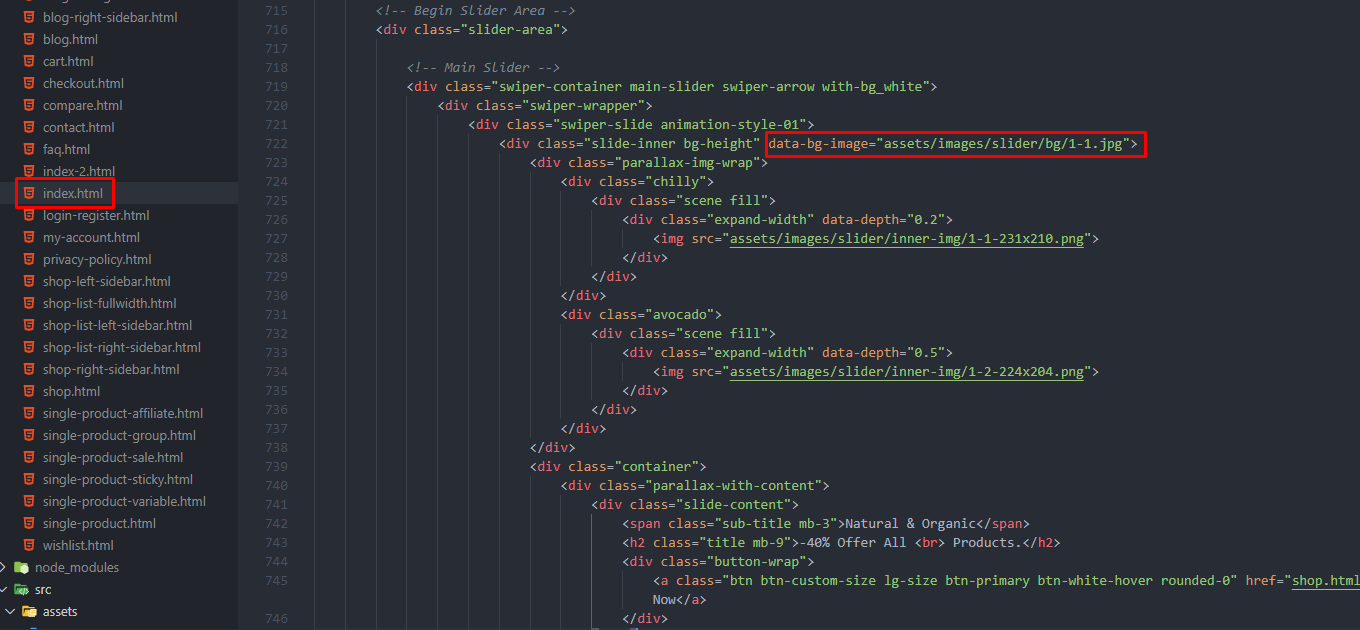 blog-right-sidebar.html
blog.html
cart.html
checkout.html
compare.html
contact.html
faq.html
index-2.html
index.html
login-register.html
my-account.html
privacy-policy.html
shop-left-sidebar.html
shop-list-fullwidth.html
shop-list-left-sidebar.html
shop-list-right-sidebar.html
shop-right-sidebar.html
shop.html
single-product-affiliate.html
single-product-group.html
single-product-sale.html
single-product-sticky.html
single-product-variable.html
single-product.html
wishlist.html
node_modules
src
assets
715 <!-- Begin Slider Area -->
716 <div class="slider-area">
717
718 <!-- Main Slider -->
719 <div class="swiper-container main-slider swiper-arrow with-bg_white">
720 <div class="swiper-wrapper">
721 <div class="swiper-slide animation-style-01">
722 <div class="slide-inner bg-height" data-bg-image="assets/images/slider/bg/1-1.jpg">
723 <div class="parallax-img-wrap">
724 <div class="chilly">
725 <div class="scene fill">
726 <div class="expand-width" data-depth="0.2">
727 <img src="assets/images/slider/inner-img/1-1-231x210.png">
728 </div>
729 </div>
730 </div>
731 <div class="avocado">
732 <div class="scene fill">
733 <div class="expand-width" data-depth="0.5">
734 <img src="assets/images/slider/inner-img/1-2-224x204.png">
735 </div>
736 </div>
737 </div>
738 </div>
739 <div class="container">
740 <div class="parallax-with-content">
741 <div class="slide-content">
742 <span class="sub-title mb-3">Natural & Organic</span>
743 <h2 class="title mb-9">-40% Offer All <br> Products.</h2>
744 <div class="button-wrap">
745 <a class="btn btn-custom-size lg-size btn-primary btn-white-hover rounded-0" href="shop.html
Now</a>
746 </div>